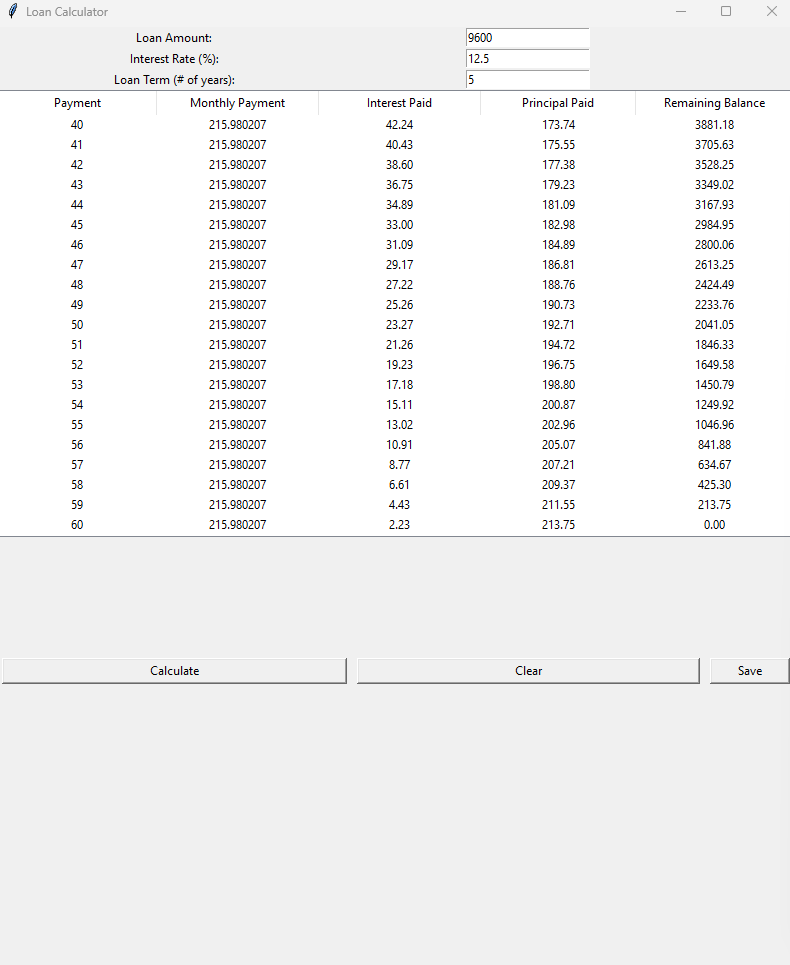 Loan Calculator
Loan Amount: 9600
Interest Rate (%): 12.5
Loan Term (# of years): 5
Payment Monthly Payment Interest Paid Principal Paid Remaining Balance
40 215.980207 42.24 173.74 3881.18
41 215.980207 40.43 175.55 3705.63
42 215.980207 38.60 177.38 3528.25
43 215.980207 36.75 179.23 3349.02
44 215.980207 34.89 181.09 3167.93
45 215.980207 33.00 182.98 2984.95
46 215.980207 31.09 184.89 2800.06
47 215.980207 29.17 186.81 2613.25
48 215.980207 27.22 188.76 2424.49
49 215.980207 25.26 190.73 2233.76
50 215.980207 23.27 192.71 2041.05
51 215.980207 21.26 194.72 1846.33
52 215.980207 19.23 196.75 1649.58
53 215.980207 17.18 198.80 1450.79
54 215.980207 15.11 200.87 1249.92
55 215.980207 13.02 202.96 1046.96
56 215.980207 10.91 205.07 841.88
57 215.980207 8.77 207.21 634.67
58 215.980207 6.61 209.37 425.30
59 215.980207 4.43 211.55 213.75
60 215.980207 2.23 213.75 0.00
Calculate Clear Save